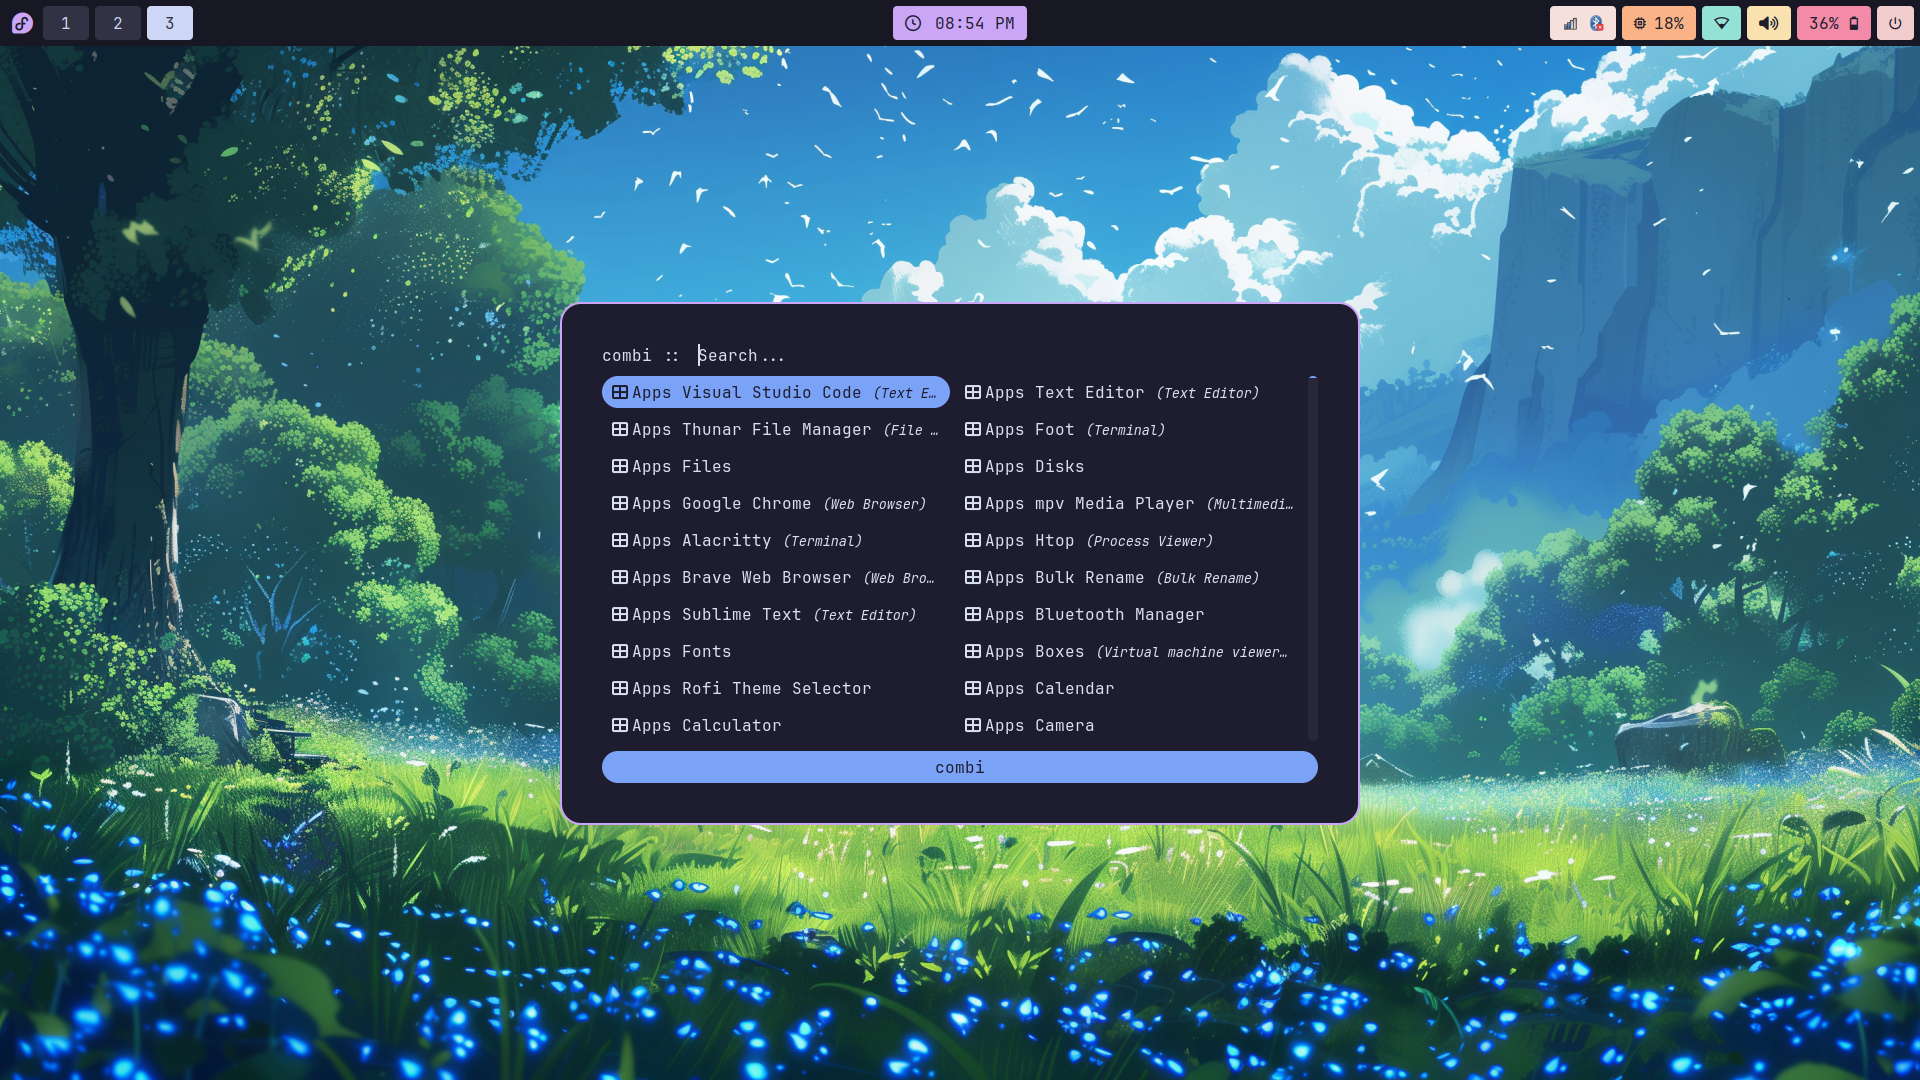 1 2 3 08:54 PM 18% 36%
combi :: Search...
Apps Visual Studio Code (Text E… Apps Text Editor (Text Editor)
Apps Thunar File Manager (File … Apps Foot (Terminal)
Apps Files Apps Disks
Apps Google Chrome (Web Browser) Apps mpv Media Player (Multimedi…
Apps Alacritty (Terminal) Apps Htop (Process Viewer)
Apps Brave Web Browser (Web Bro… Apps Bulk Rename (Bulk Rename)
Apps Sublime Text (Text Editor) Apps Bluetooth Manager
Apps Fonts Apps Boxes (Virtual machine viewer…
Apps Rofi Theme Selector Apps Calendar
Apps Calculator Apps Camera
combi